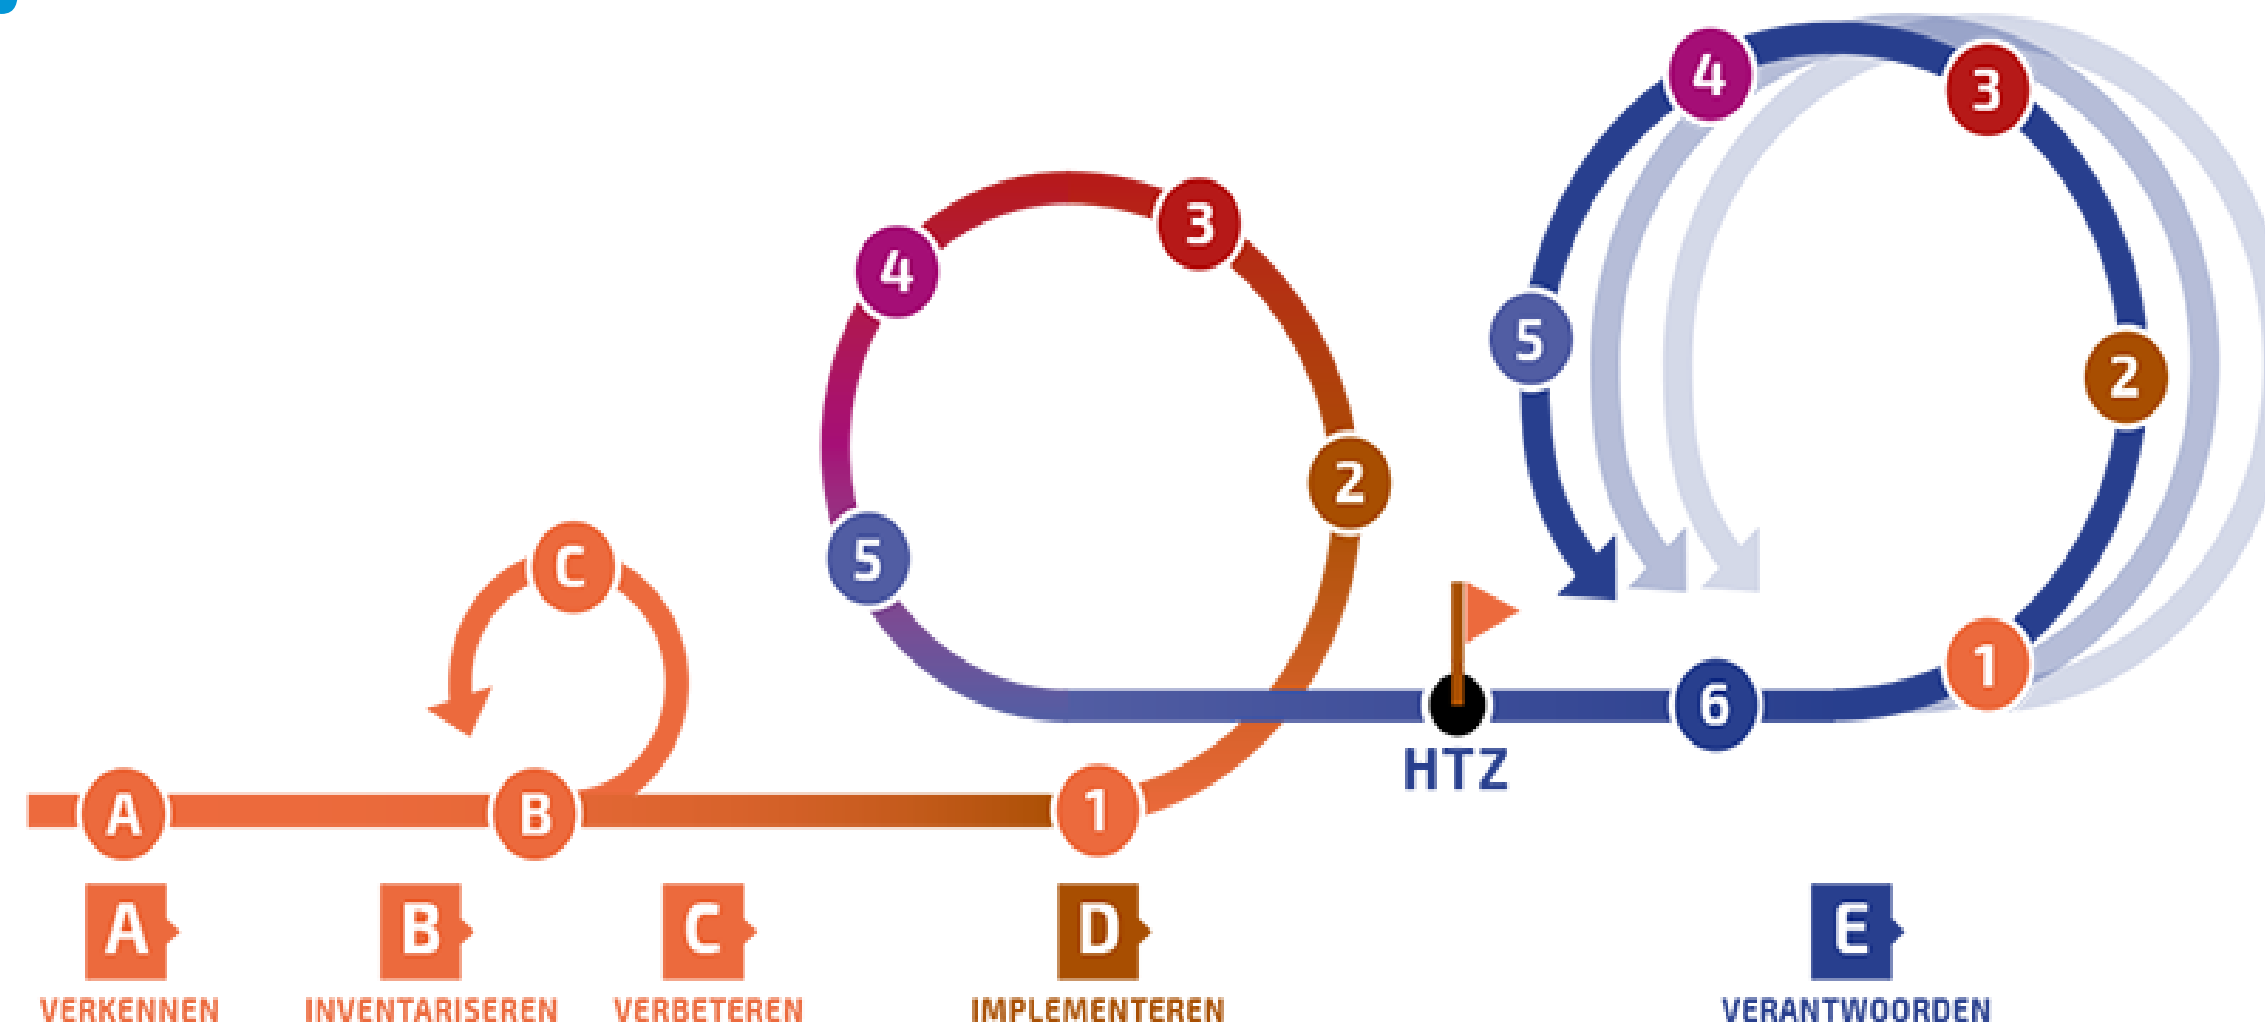 4
3
3
4
2
5
2
5
C
1
6
HTZ
A
B
1
A
B
C
D
E
VERKENNEN
INVENTARISEREN
VERBETEREN
IMPLEMENTEREN
VERANTWOORDEN